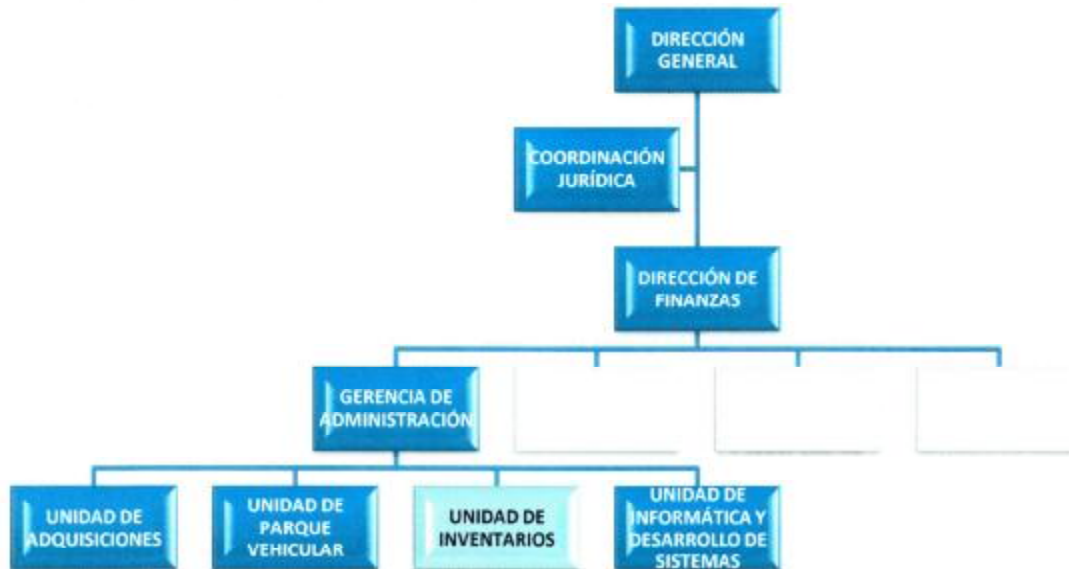 DIRECCIÓN
GENERAL
COORDINACIÓN
JURÍDICA
DIRECCIÓN DE
FINANZAS
GERENCIA DE
ADMINISTRACIÓN
UNIDAD DE
ADQUISICIONES
UNIDAD DE
PARQUE
VEHICULAR
UNIDAD DE
INVENTARIOS
UNIDAD DE
INFORMÁTICA Y
DESARROLLO DE
SISTEMAS